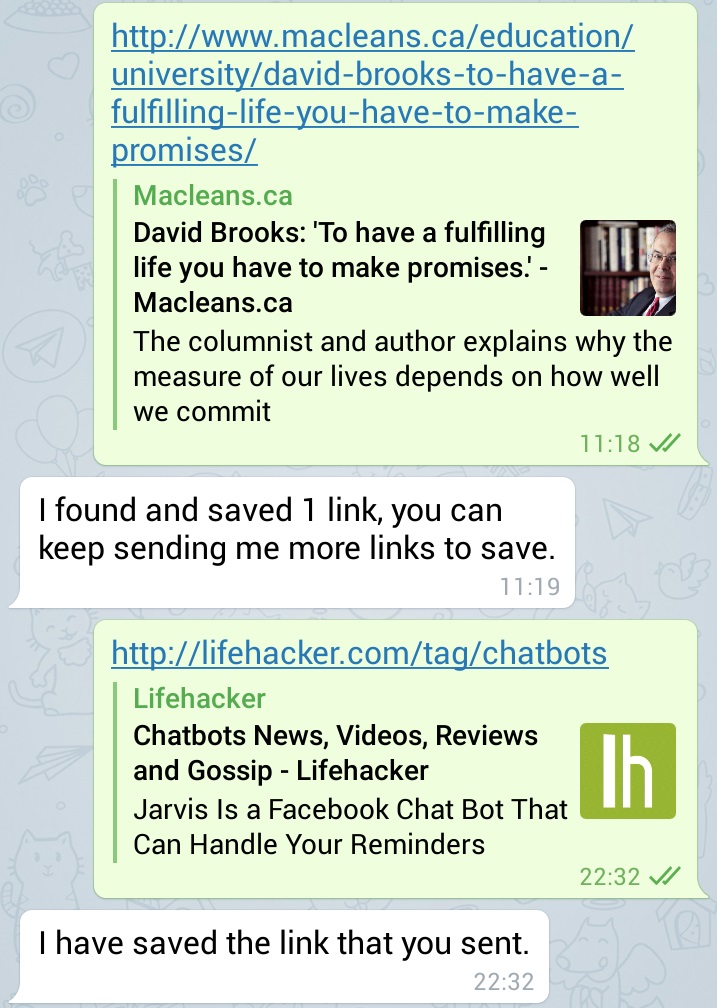 http://www.macleans.ca/education/
university/david-brooks-to-have-a-
fulfilling-life-you-have-to-make-
promises/
Macleans.ca
David Brooks: 'To have a fulfilling
life you have to make promises.' -
Macleans.ca
The columnist and author explains why the
measure of our lives depends on how well
we commit
11:18
I found and saved 1 link, you can
keep sending me more links to save.
11:19
http://lifehacker.com/tag/chatbots
Lifehacker
Chatbots News, Videos, Reviews
and Gossip - Lifehacker
lh
Jarvis Is a Facebook Chat Bot That
Can Handle Your Reminders
22:32
I have saved the link that you sent.
22:32